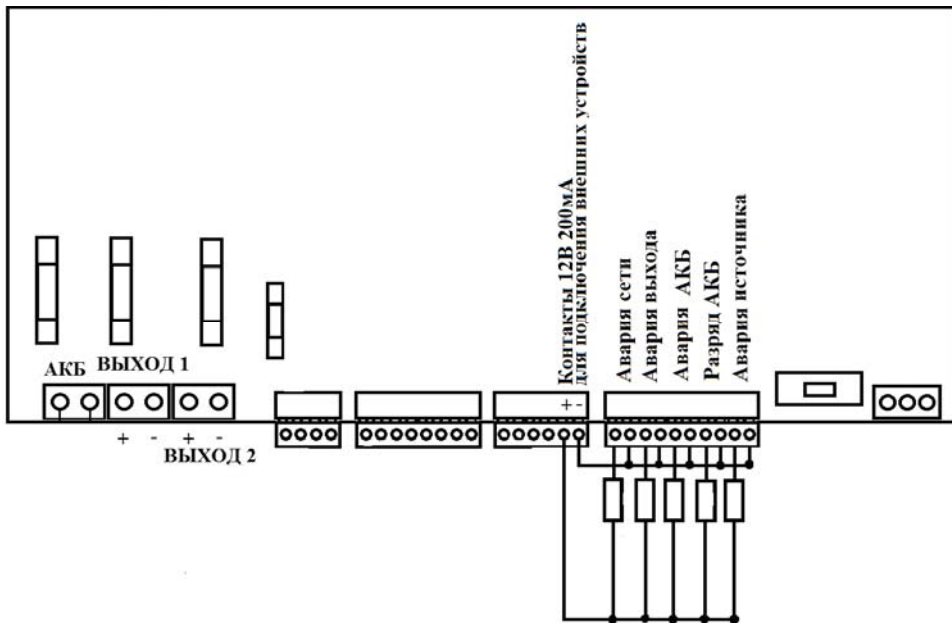 Контакты 12В 200мА
для подключения внешних устройств
Авария сети
Авария выхода
Авария АКБ
Разряд АКБ
Авария источника
АКБ
ВЫХОД 1
+ -
+ - + -
ВЫХОД 2